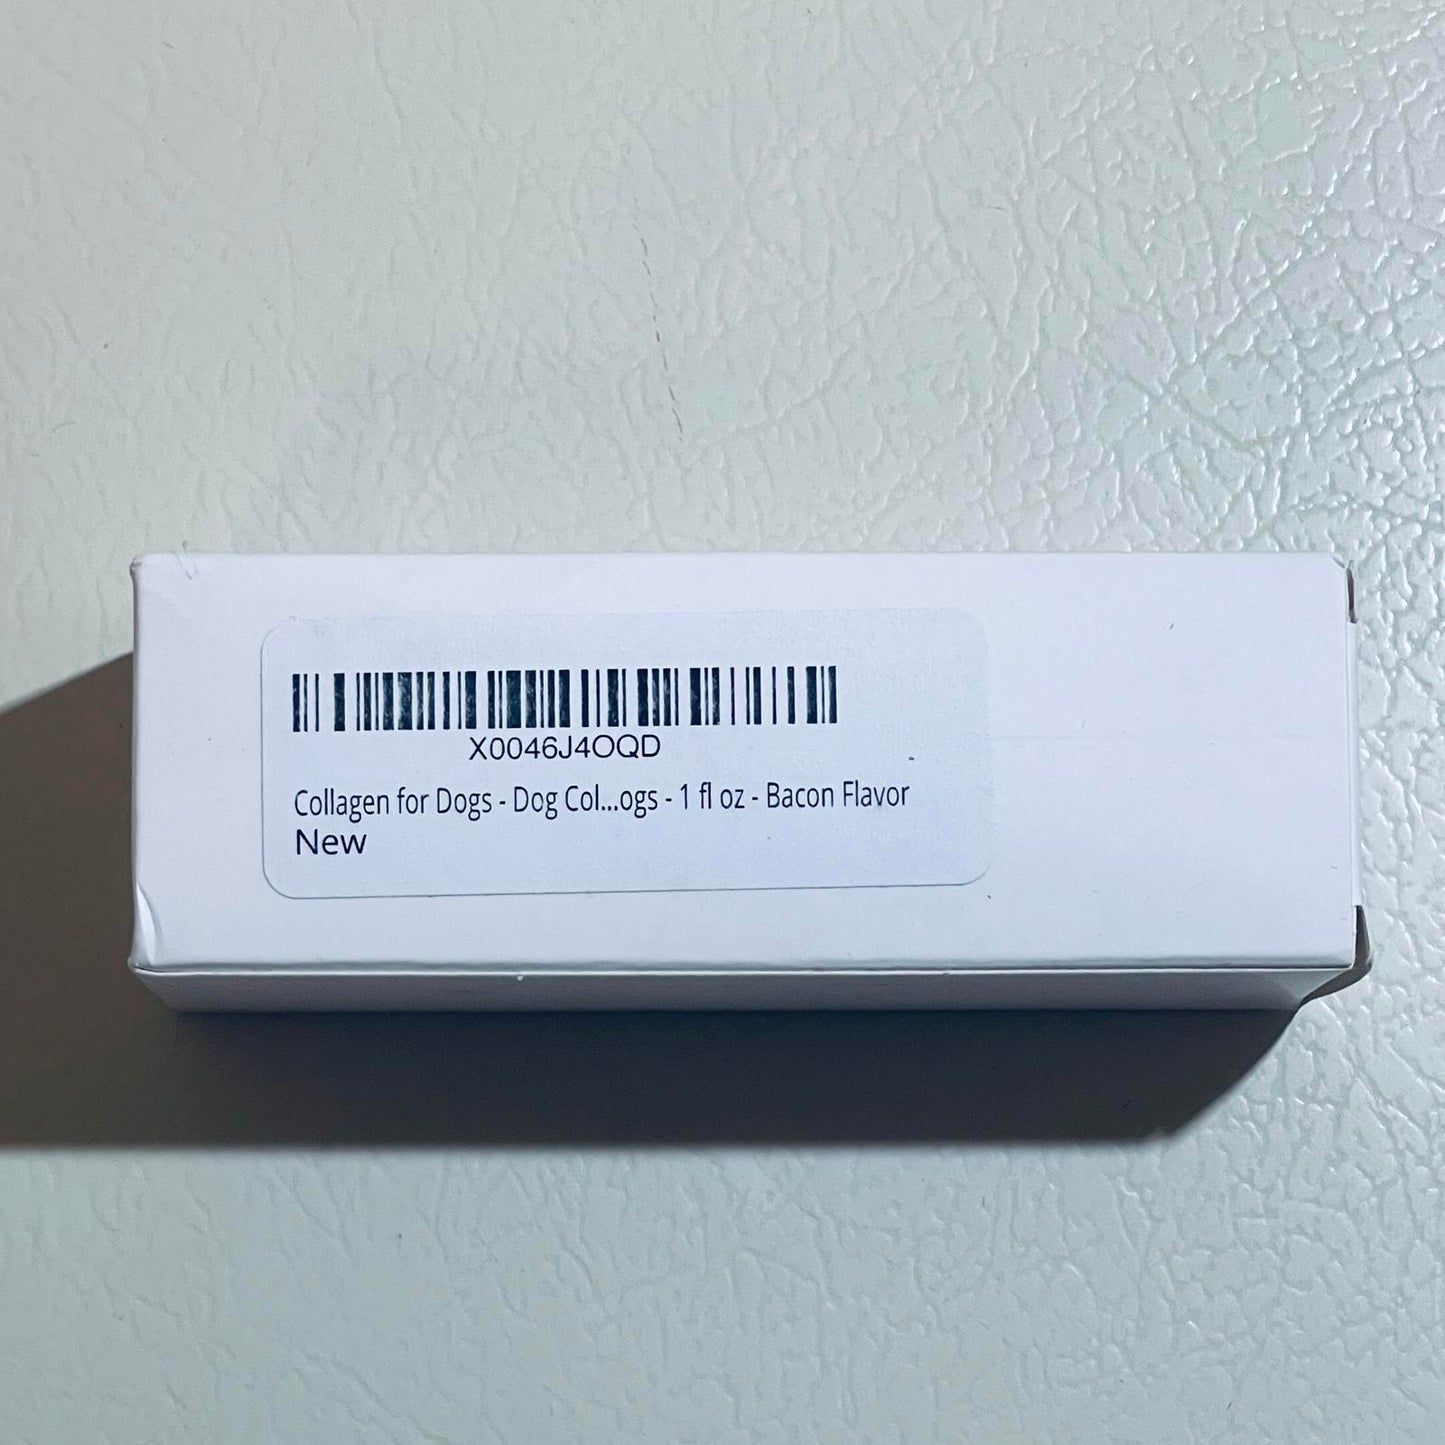 X0046J4OQD
Collagen for Dogs - Dog Col...ogs - 1 fl oz - Bacon Flavor
New